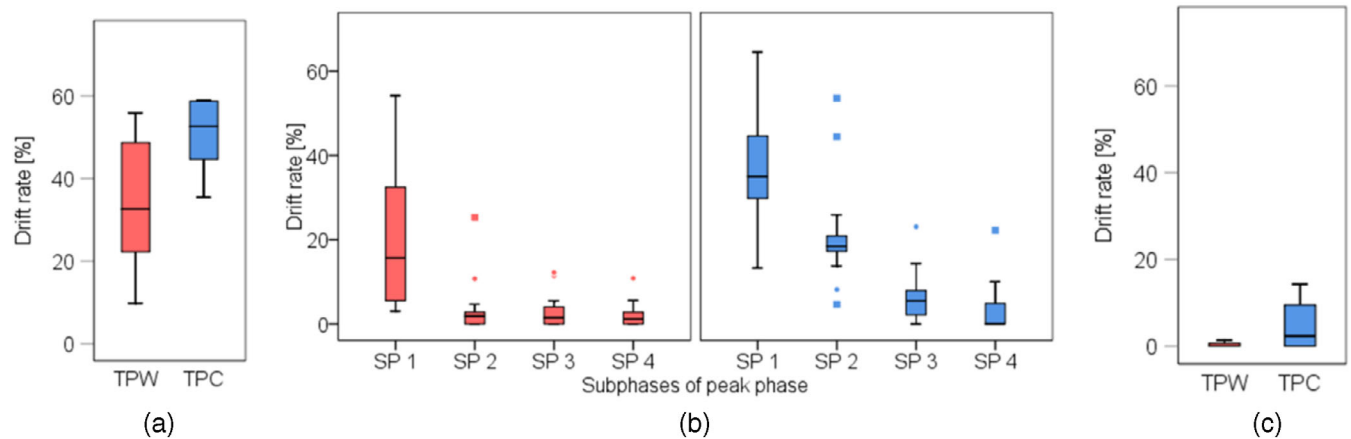 Drift rate [%]
60
40
20
0
TPW TPC
(a)
Drift rate [%]
60
40
20
0
SP 1 SP 2 SP 3 SP 4 SP 1 SP 2 SP 3 SP 4
Subphases of peak phase
(b)
Drift rate [%]
60
40
20
0
TPW TPC
(c)